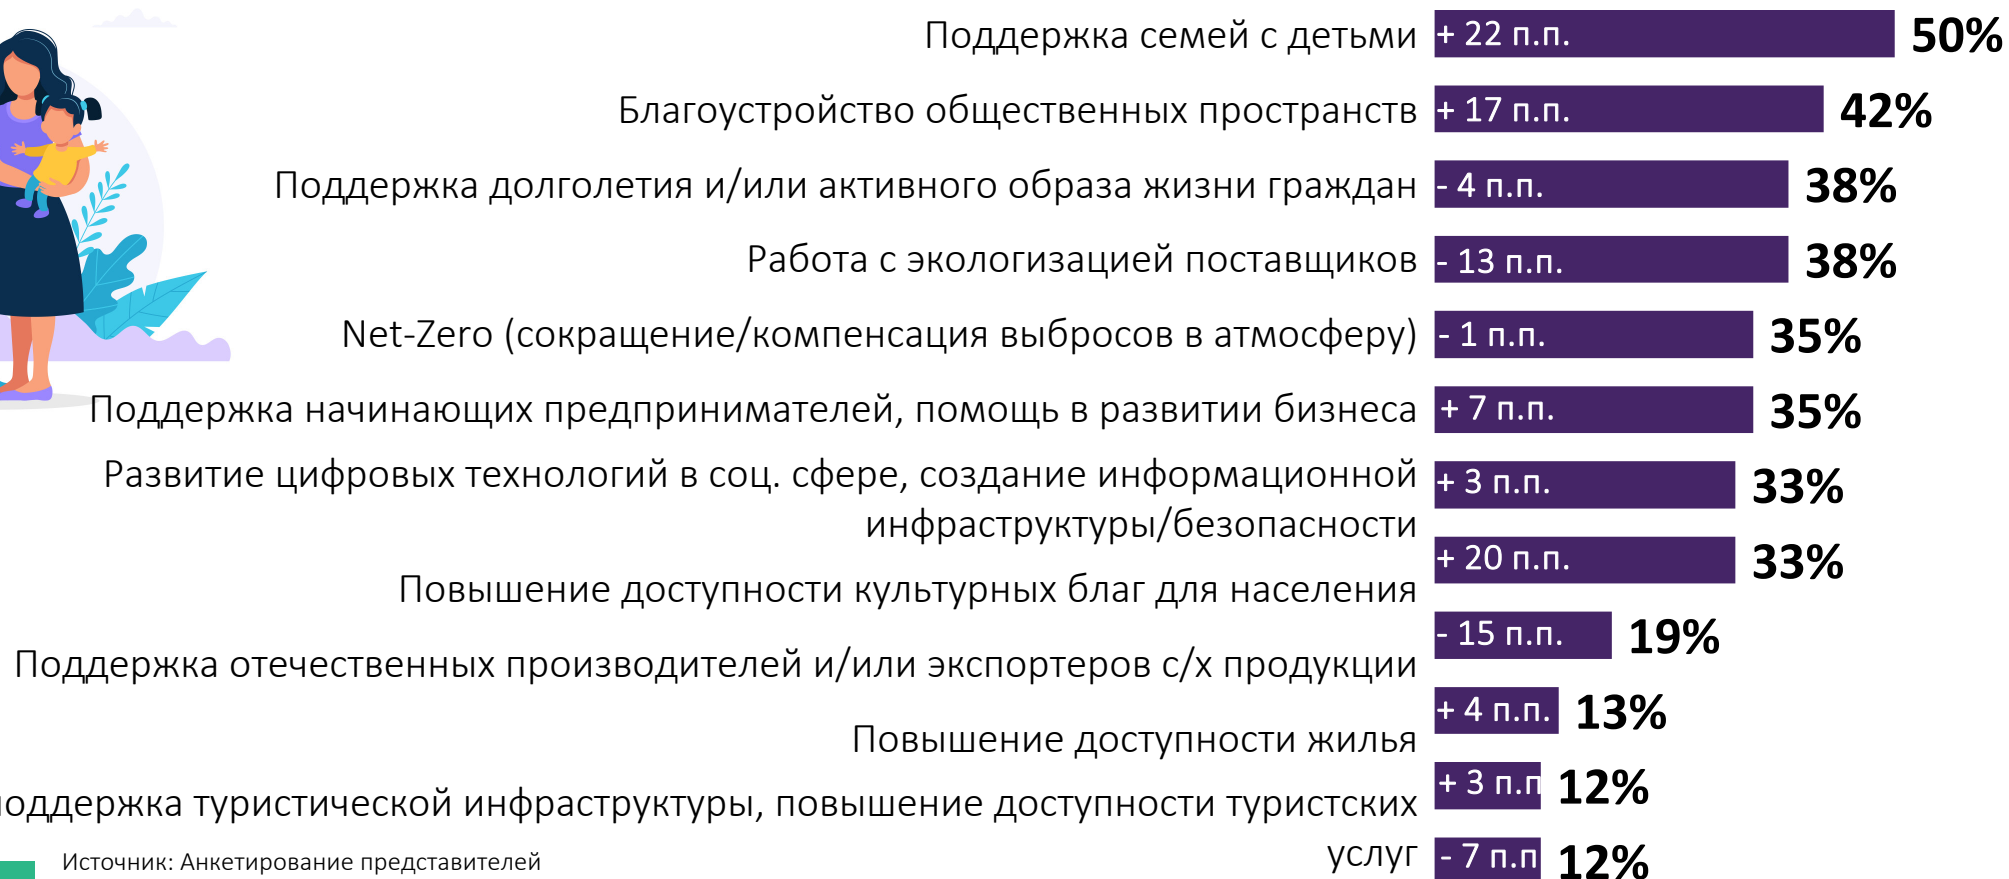 Поддержка семей с детьми + 22 п.п. 50%
Благоустройство общественных пространств + 17 п.п. 42%
Поддержка долголетия и/или активного образа жизни граждан - 4 п.п. 38%
Работа с экологизацией поставщиков - 13 п.п. 38%
Net-Zero (сокращение/компенсация выбросов в атмосферу) - 1 п.п. 35%
Поддержка начинающих предпринимателей, помощь в развитии бизнеса + 7 п.п. 35%
Развитие цифровых технологий в соц. сфере, создание информационной + 3 п.п. 33%
инфраструктуры/безопасности
+ 20 п.п. 33%
Повышение доступности культурных благ для населения
- 15 п.п. 19%
Поддержка отечественных производителей и/или экспортеров с/х продукции
+ 4 п.п. 13%
Повышение доступности жилья
+ 3 п.п 12%
поддержка туристической инфраструктуры, повышение доступности туристских
услуг - 7 п.п 12%
Источник: Анкетирование представителей